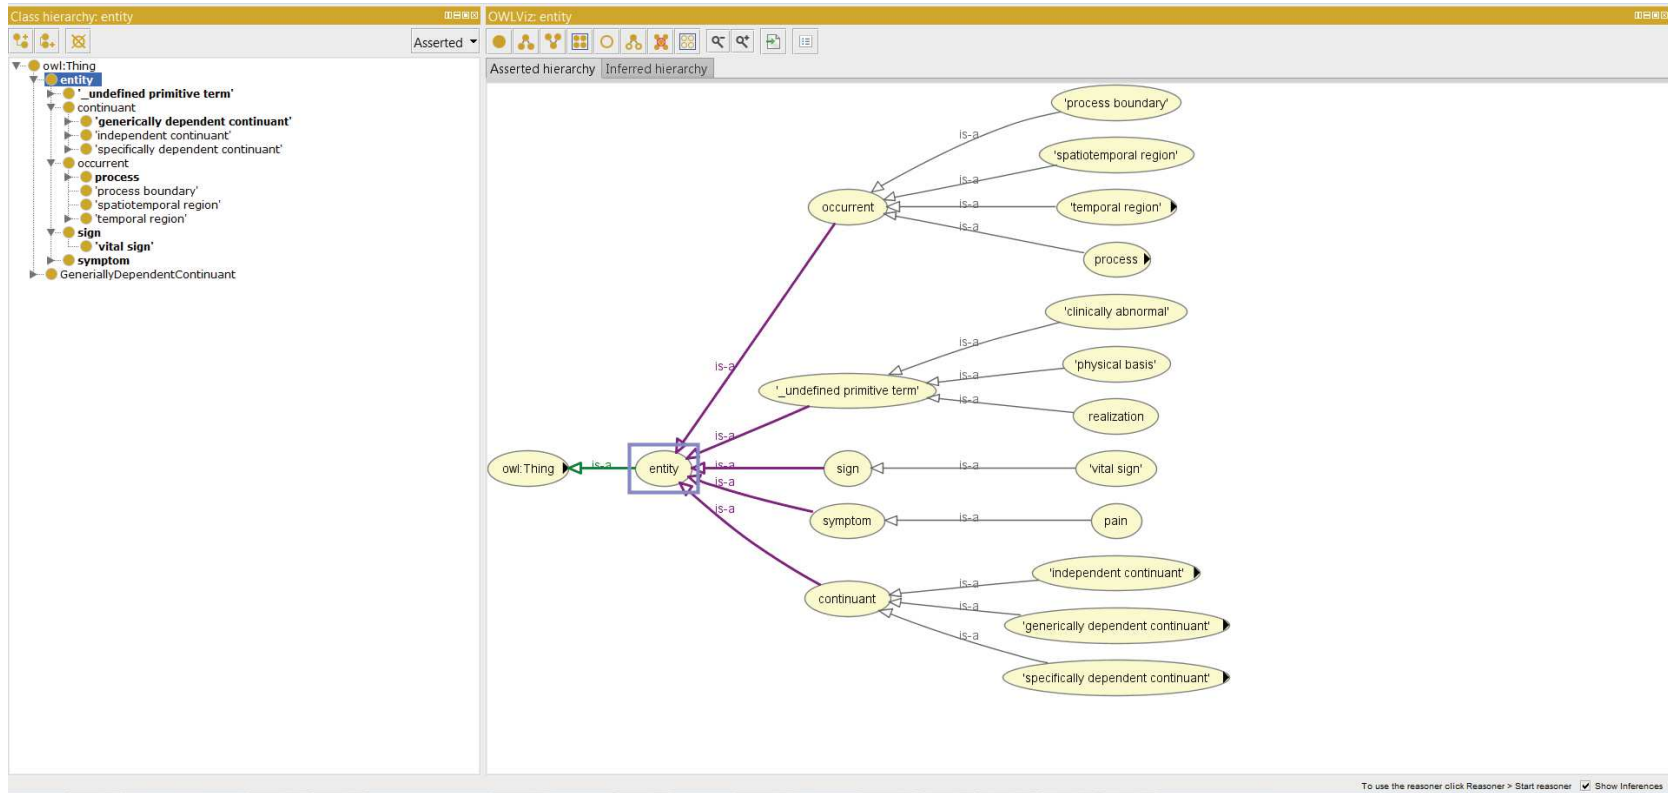 Class hierarchy: entity
Asserted
owl:Thing
entity
'_undefined primitive term'
continuant
'generically dependent continuant'
'independent continuant'
'specifically dependent continuant'
occurrent
process
'process boundary'
'spatiotemporal region'
'temporal region'
sign
'vital sign'
symptom
GeneriallyDependentContinuant
OWLViz: entity
Asserted hierarchy Inferred hierarchy
'process boundary'
is-a
'spatiotemporal region'
is-a
occurrent
is-a
'temporal region'
is-a
process
'clinically abnormal'
is-a
is-a
'physical basis'
is-a
'_undefined primitive term'
is-a
realization
is-a
owl:Thing
is-a
entity
is-a
sign
is-a
'vital sign'
is-a
symptom
is-a
pain
is-a
'independent continuant'
is-a
continuant
is-a
'generically dependent continuant'
is-a
'specifically dependent continuant'
To use the reasoner click Reasoner > Start reasoner Show Inferences